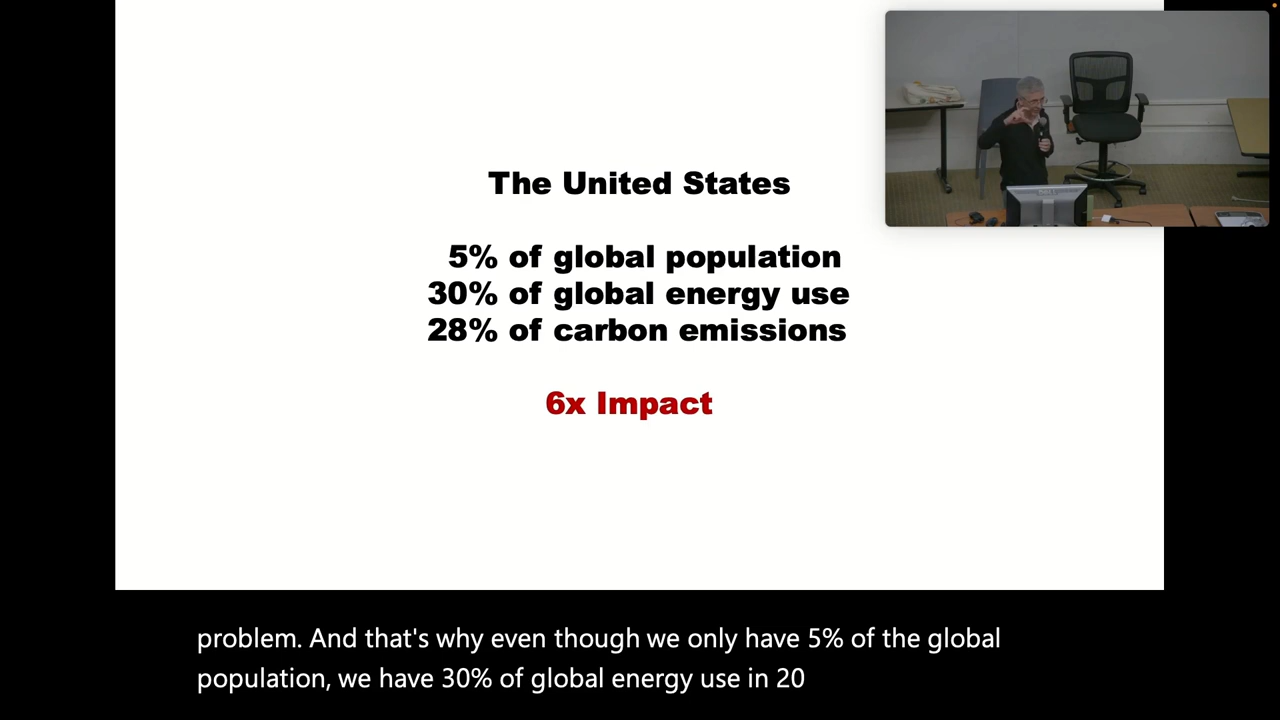 The United States
5% of global population
30% of global energy use
28% of carbon emissions
6x Impact
problem. And that's why even though we only have 5% of the global
population, we have 30% of global energy use in 20